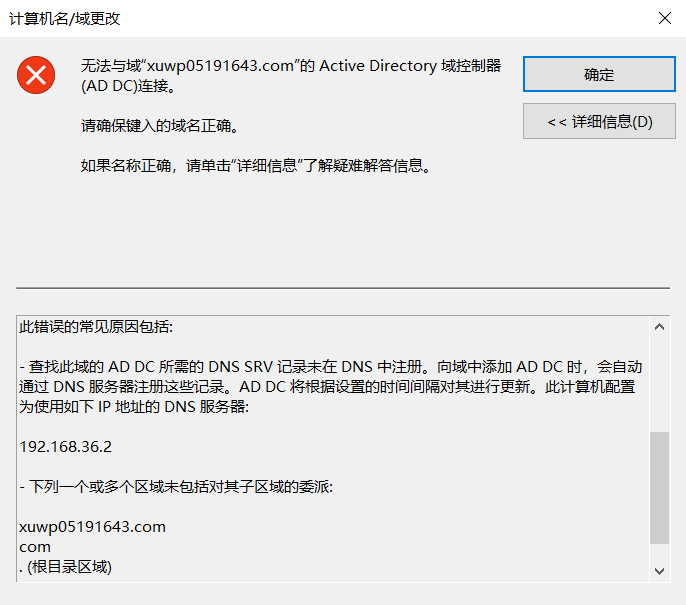 计算机名/域更改
无法与域“xuwp05191643.com”的 Active Directory 域控制器
(AD DC)连接。
确定
<< 详细信息(D)
请确保键入的域名正确。
如果名称正确，请单击“详细信息”了解疑难解答信息。
此错误的常见原因包括:
- 查找此域的 AD DC 所需的 DNS SRV 记录未在 DNS 中注册。向域中添加 AD DC 时，会自动
通过 DNS 服务器注册这些记录。AD DC 将根据设置的时间间隔对其进行更新。此计算机配置
为使用如下 IP 地址的 DNS 服务器:
192.168.36.2
- 下列一个或多个区域未包括对其子区域的委派:
xuwp05191643.com
com
. (根目录区域)